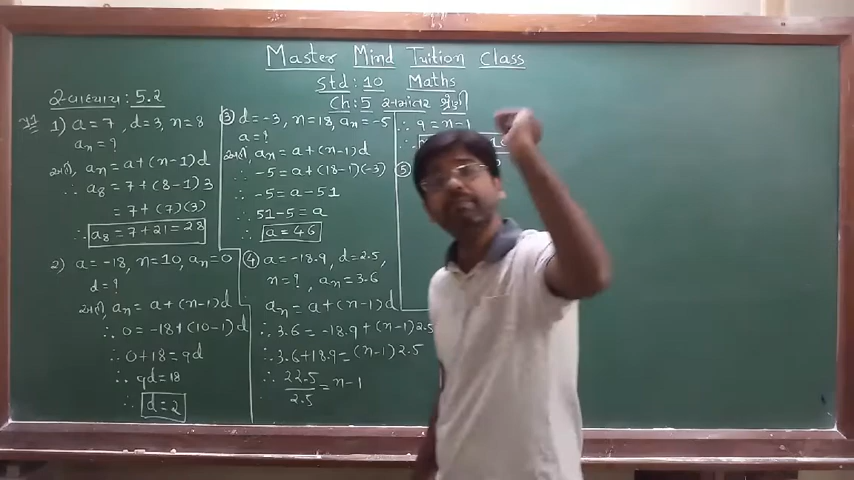 Master Mind Tuition Class
Std: 10 Maths
Ch: 5 સમાંતર શ્રેણી
સ્વાધ્યાય: 5.2
1) a = 7, d = 3, n = 8
an = ?
અહીં, an = a + (n-1) d
∴ a8 = 7 + (8-1) 3
= 7 + (7) (3)
∴ a8 = 7 + 21 = 28
2) a = -18, n = 10, an = 0
d = ?
અહીં, an = a + (n-1) d
∴ 0 = -18 + (10-1) d
∴ 0 + 18 = 9d
∴ 9d = 18
∴ d = 2
③ d = -3, n = 18, an = -5
a = ?
અહીં, an = a + (n-1) d
∴ -5 = a + (18-1) (-3)
∴ -5 = a - 51
∴ 51 - 5 = a
∴ a = 46
④ a = -18.9, d = 2.5,
n = ?, an = 3.6
an = a + (n-1) d
∴ 3.6 = -18.9 + (n-1) 2.5
∴ 3.6 + 18.9 = (n-1) 2.5
∴ 22.5/2.5 = n-1
∴ 9 = n-1
∴
⑤